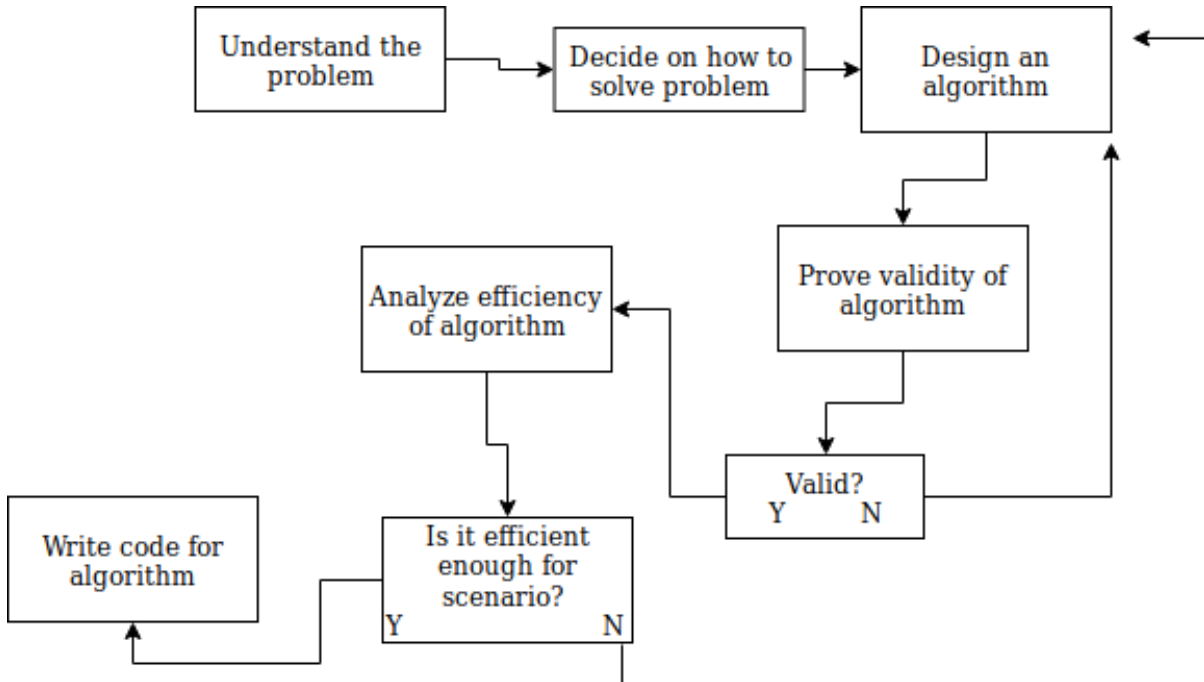 Understand the
problem
Decide on how to
solve problem
Design an
algorithm
Prove validity of
algorithm
Valid?
Y N
Analyze efficiency
of algorithm
Is it efficient
enough for
scenario?
Y N
Write code for
algorithm